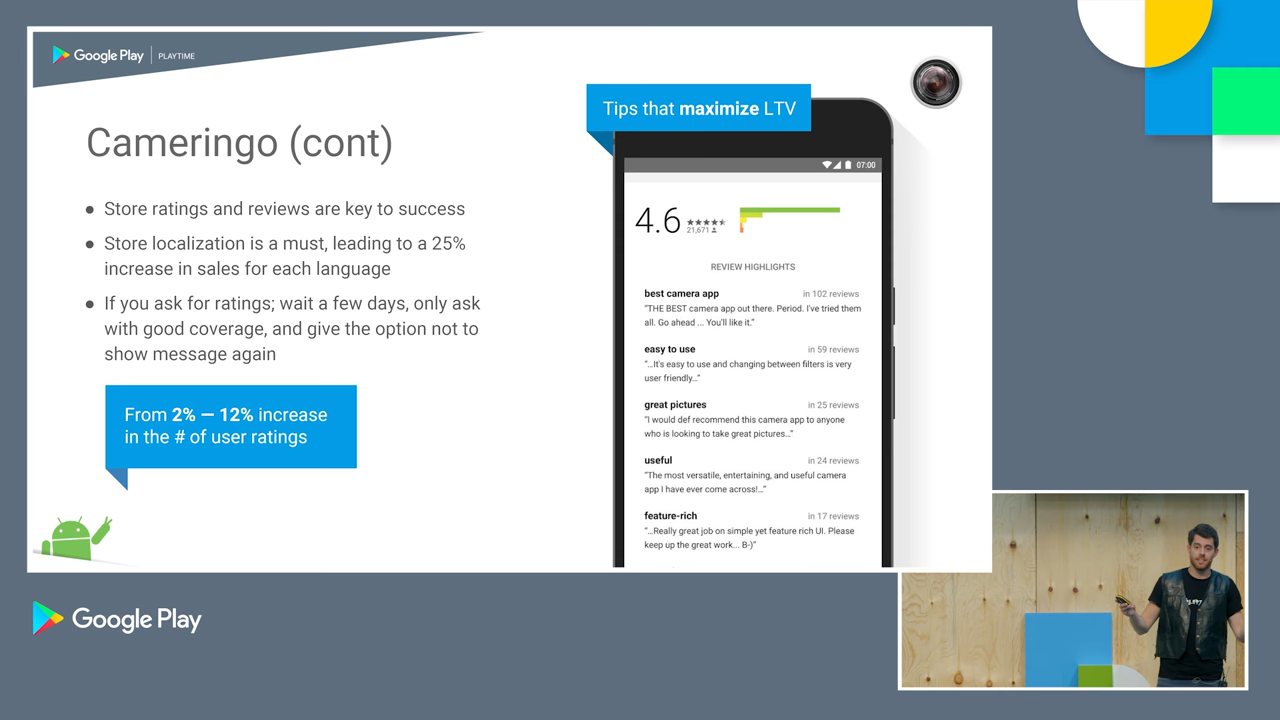 Google Play | PLAYTIME
Cameringo (cont)
● Store ratings and reviews are key to success
● Store localization is a must, leading to a 25%
increase in sales for each language
● If you ask for ratings; wait a few days, only ask
with good coverage, and give the option not to
show message again
From 2% — 12% increase
in the # of user ratings
Tips that maximize LTV
07:00
4.6
21,671
REVIEW HIGHLIGHTS
best camera app in 102 reviews
"THE BEST camera app out there. Period. I've tried them
all. Go ahead ... You'll like it."
easy to use in 59 reviews
"...It's easy to use and changing between filters is very
user friendly..."
great pictures in 25 reviews
"I would def recommend this camera app to anyone
who is looking to take great pictures..."
useful in 24 reviews
"The most versatile, entertaining, and useful camera
app I have ever come across!..."
feature-rich in 17 reviews
"...Really great job on simple yet feature rich UI. Please
keep up the great work... B-)"
Google Play